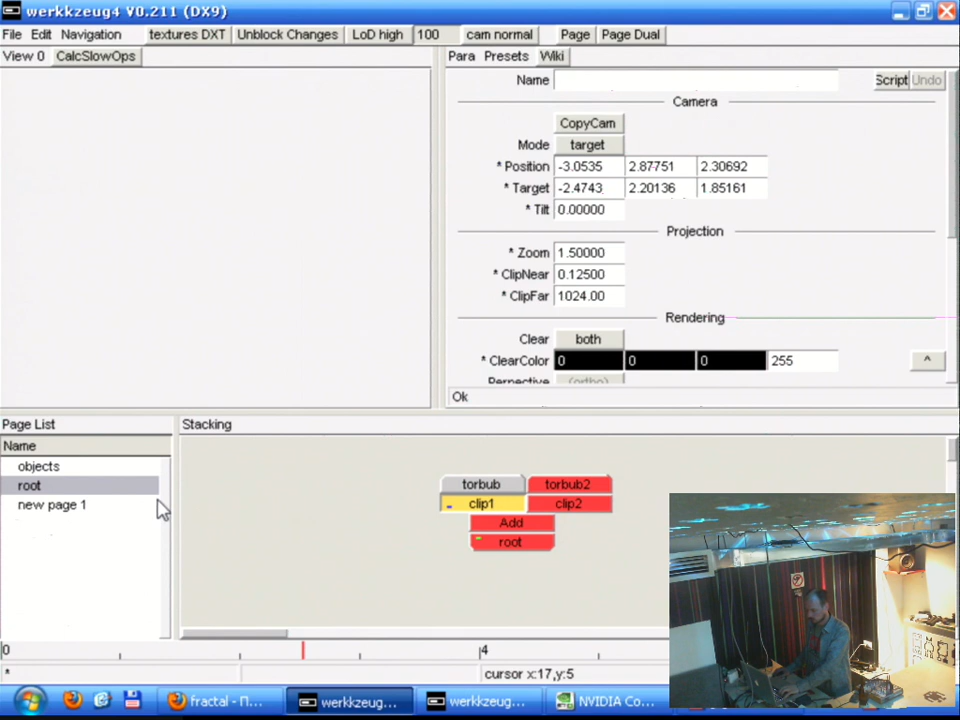 werkkzeug4 V0.211 (DX9)
File Edit Navigation textures DXT Unblock Changes LoD high 100 cam normal Page Page Dual
View 0 CalcSlowOps Para Presets Wiki
Name Script Undo
Camera
CopyCam
Mode target
* Position -3.0535 2.87751 2.30692
* Target -2.4743 2.20136 1.85161
* Tilt 0.00000
Projection
* Zoom 1.50000
* ClipNear 0.12500
* ClipFar 1024.00
Rendering
Clear both
* ClearColor 0 0 0 255 ^
Perspective (ortho)
Ok
Page List Stacking
Name
objects
root
new page 1
torbub torbub2
clip1 clip2
Add
root
0 4
* cursor x:17,y:5
fractal - П... werkkzeug... werkkzeug... NVIDIA Co...